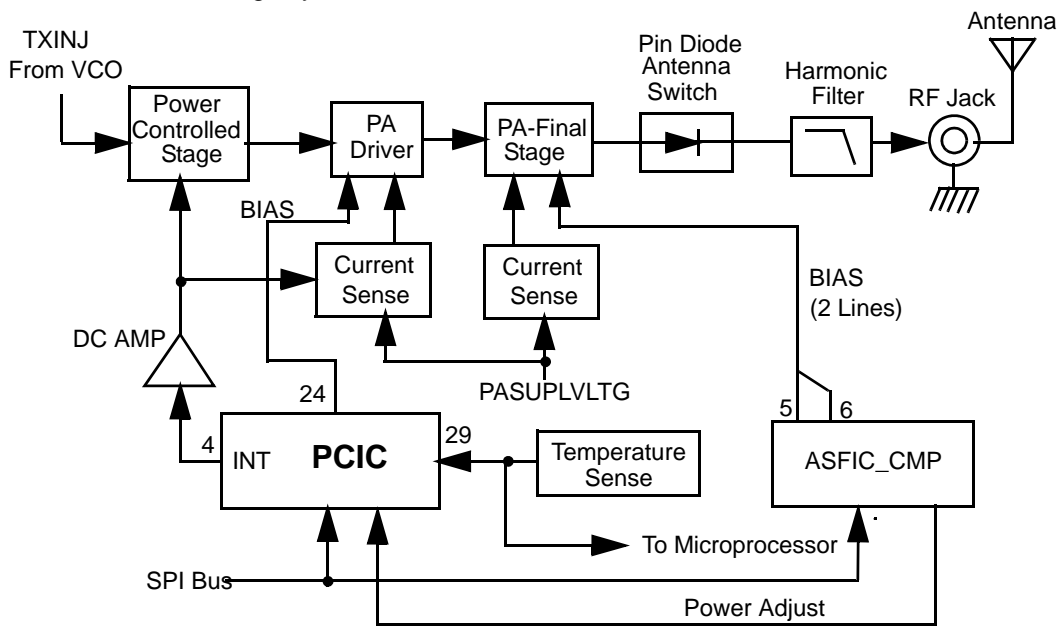 Antenna
TXINJ
From VCO
Pin Diode
Antenna
Switch
Harmonic
Filter
RF Jack
Power
Controlled
Stage
PA
Driver
PA-Final
Stage
BIAS
Current
Sense
Current
Sense
BIAS
(2 Lines)
DC AMP
PASUPLVLTG
24
5
6
4
INT
PCIC
29
Temperature
Sense
ASFIC_CMP
To Microprocessor
SPI Bus
Power Adjust